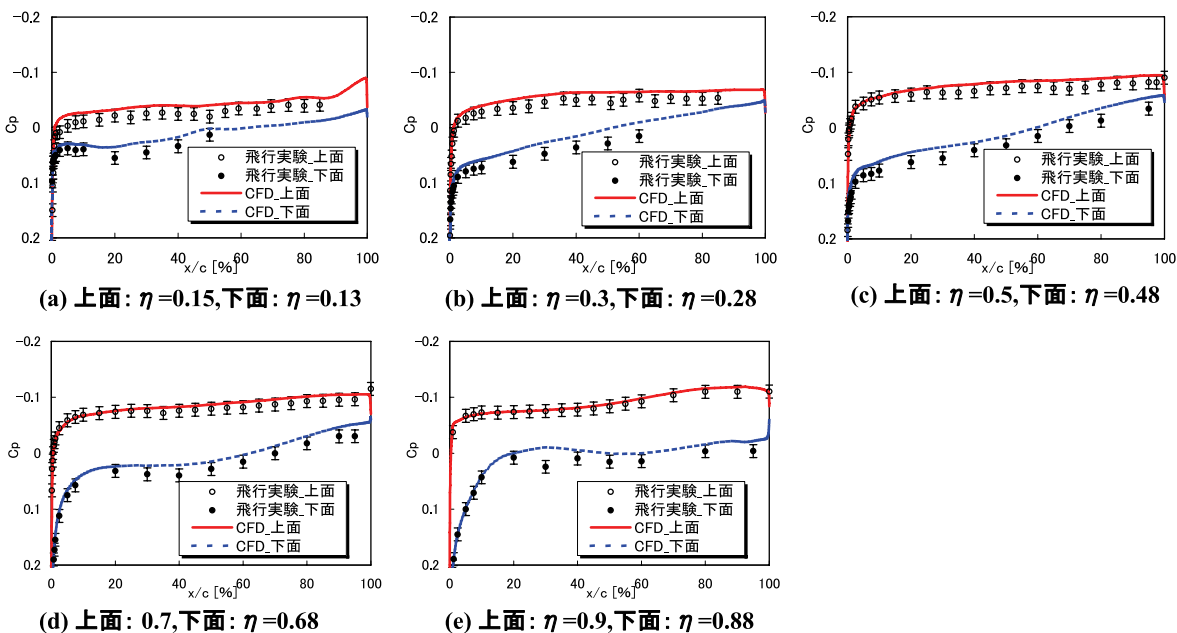 -0.2
-0.1
0
0.1
0.2
Cp
0 20 40 60 80 100
x/c [%]
飛行実験_上面
飛行実験_下面
CFD_上面
CFD_下面
(a) 上面: η =0.15,下面: η =0.13
-0.2
-0.1
0
0.1
0.2
Cp
0 20 40 60 80 100
x/c [%]
飛行実験_上面
飛行実験_下面
CFD_上面
CFD_下面
(b) 上面: η =0.3,下面: η =0.28
-0.2
-0.1
0
0.1
0.2
Cp
0 20 40 60 80 100
x/c [%]
飛行実験_上面
飛行実験_下面
CFD_上面
CFD_下面
(c) 上面: η =0.5,下面: η =0.48
-0.2
-0.1
0
0.1
0.2
Cp
0 20 40 60 80 100
x/c [%]
飛行実験_上面
飛行実験_下面
CFD_上面
CFD_下面
(d) 上面: 0.7,下面: η =0.68
-0.2
-0.1
0
0.1
0.2
Cp
0 20 40 60 80 100
x/c [%]
飛行実験_上面
飛行実験_下面
CFD_上面
CFD_下面
(e) 上面: η =0.9,下面: η =0.88